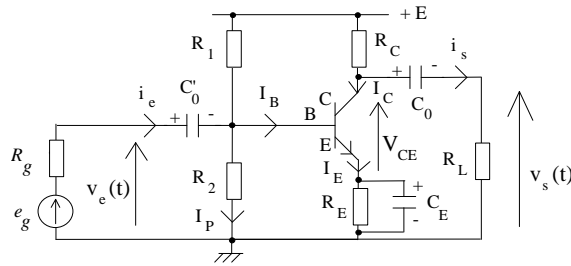 + E
R1
RC
ie
C'0
+ -
IB
B
C
E
IC
+ -
C0
is
VCE
Rg
eg
ve(t)
R2
IP
IE
RE
+
CE
-
RL
vs(t)